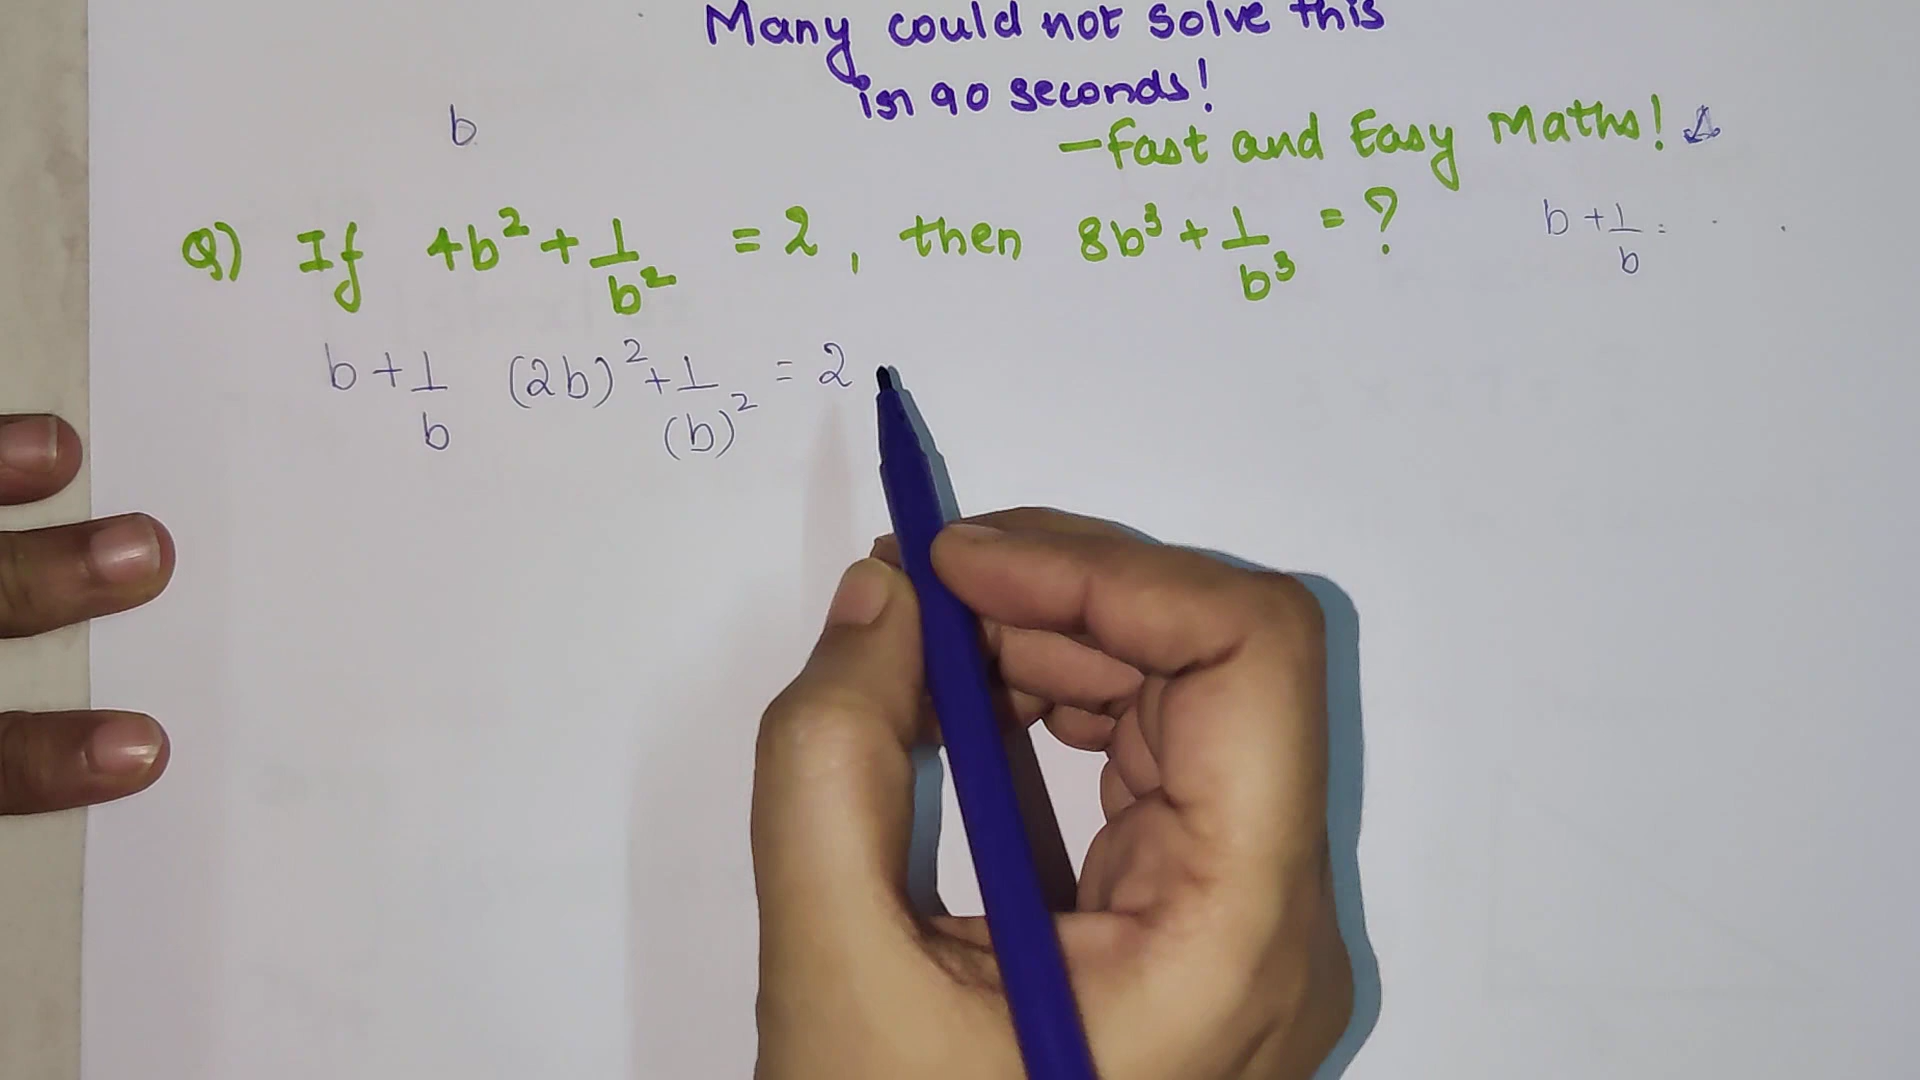 Many could not solve this
in 90 seconds!
b
- Fast and Easy Maths!
Q) If 4b² + 1/b² = 2, then 8b³ + 1/b³ = ?
b + 1/b =
b + 1/b (2b)² + 1/(b)² = 2